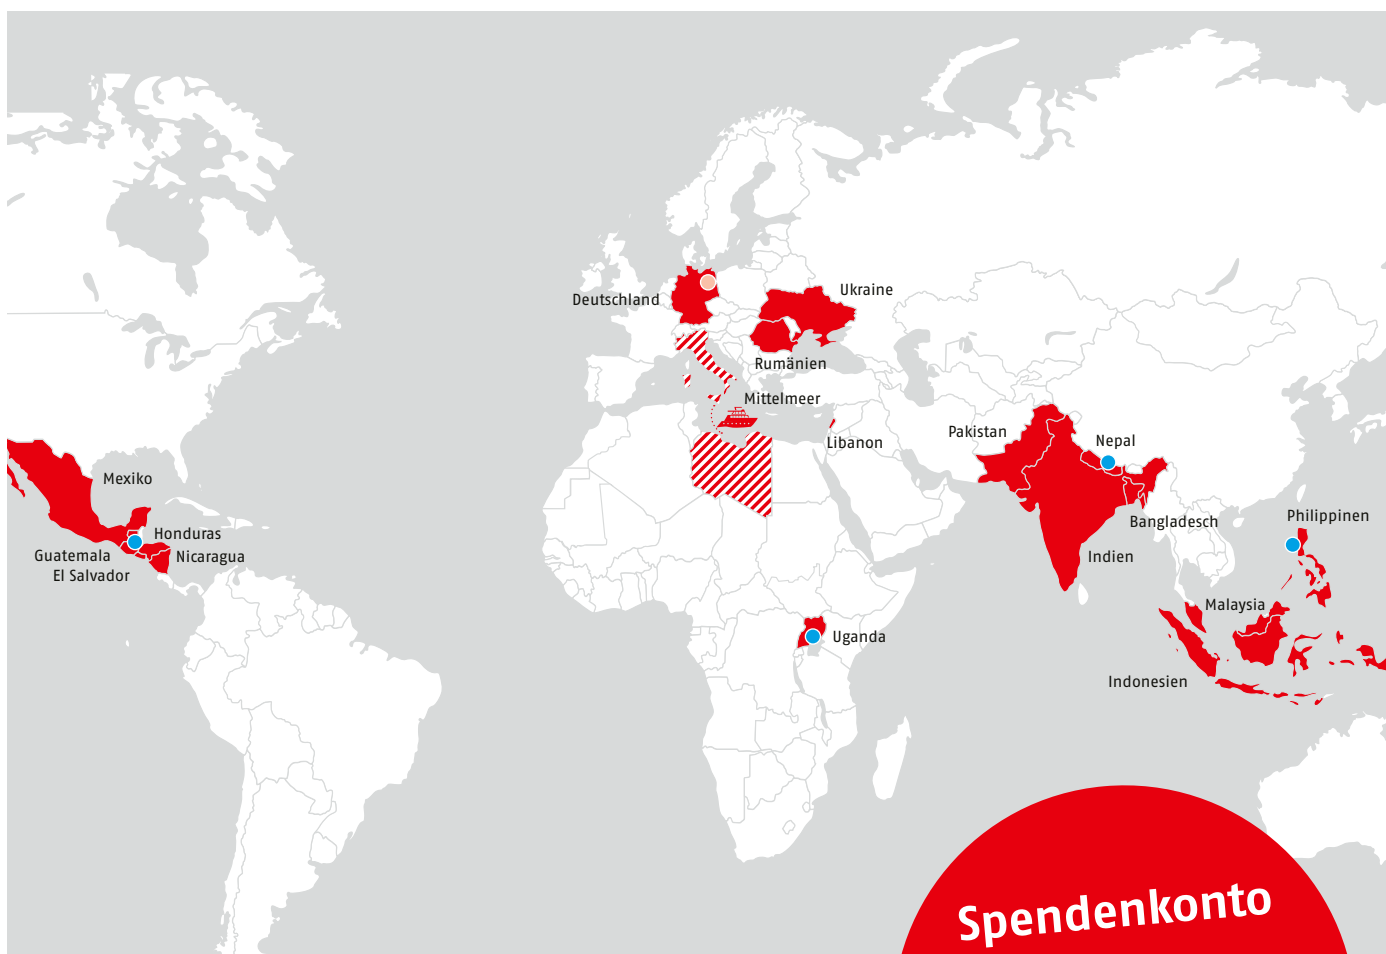 Ukraine
Deutschland
Rumänien
Mittelmeer
Libanon
Pakistan
Nepal
Mexiko
Philippinen
Bangladesch
Honduras
Guatemala
Nicaragua
Indien
El Salvador
Malaysia
Uganda
Indonesien
Spendenkonto